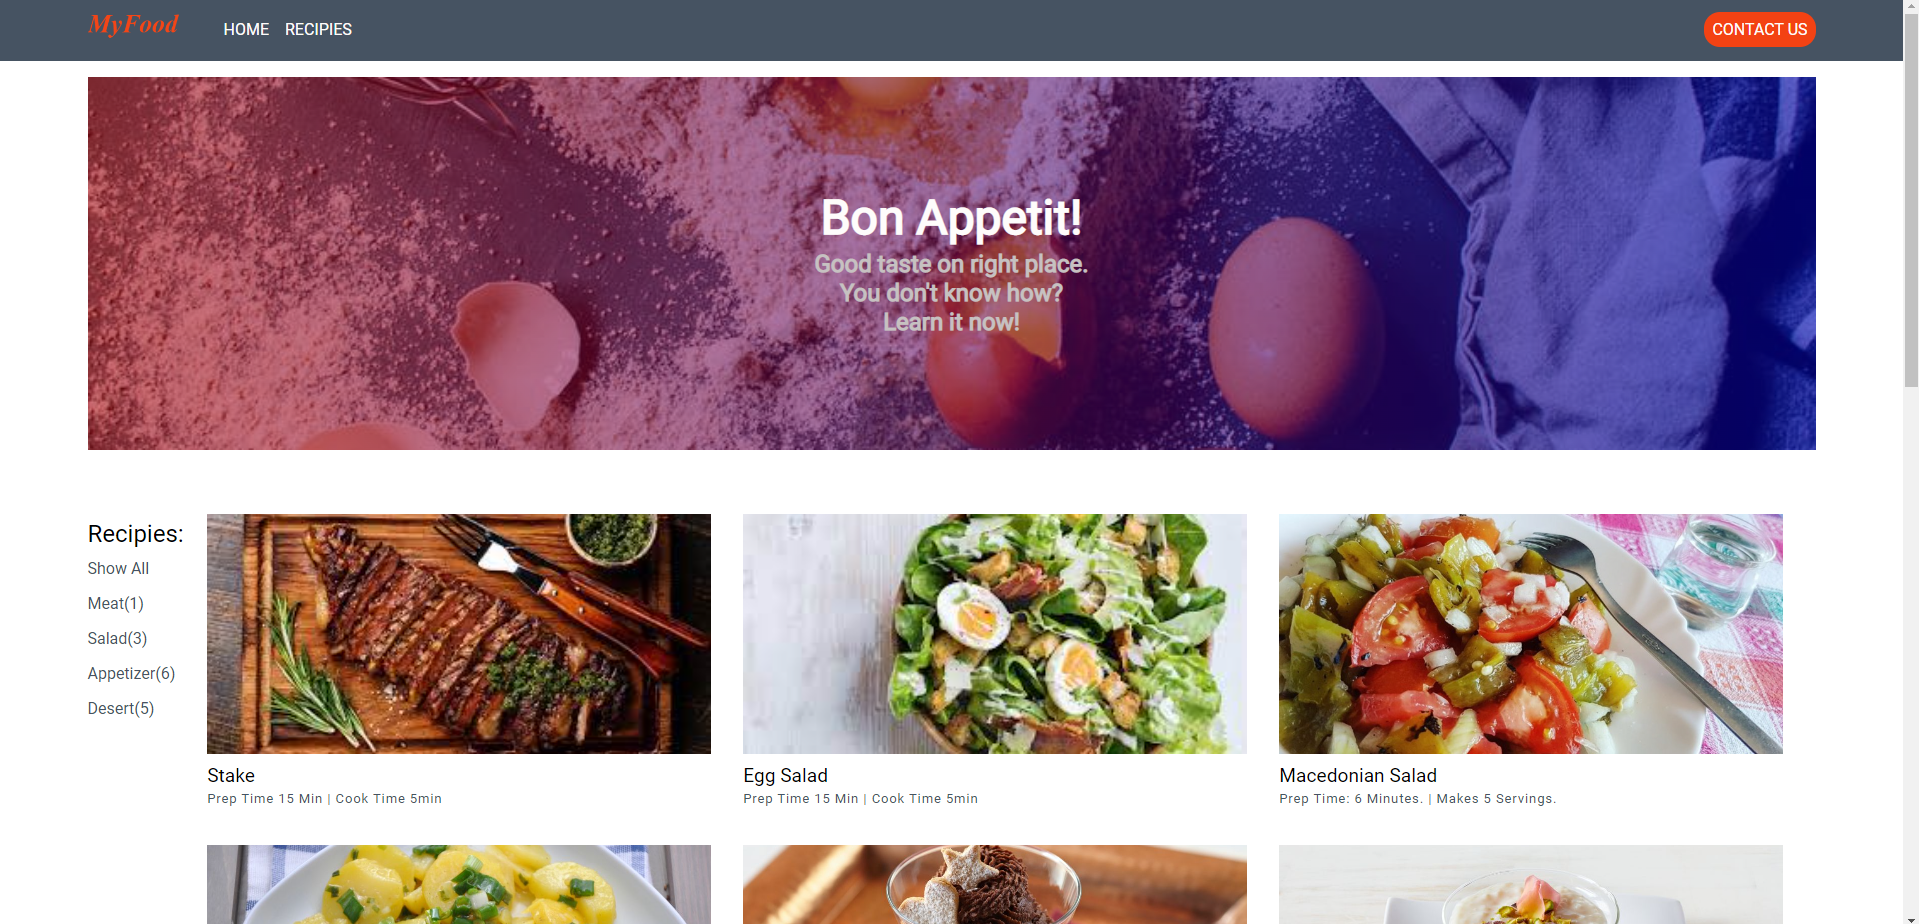 MyFood
HOME
RECIPIES
CONTACT US
Bon Appetit!
Good taste on right place.
You don't know how?
Learn it now!
Recipies:
Show All
Meat(1)
Salad(3)
Appetizer(6)
Desert(5)
Stake
Prep Time 15 Min | Cook Time 5min
Egg Salad
Prep Time 15 Min | Cook Time 5min
Macedonian Salad
Prep Time: 6 Minutes. | Makes 5 Servings.